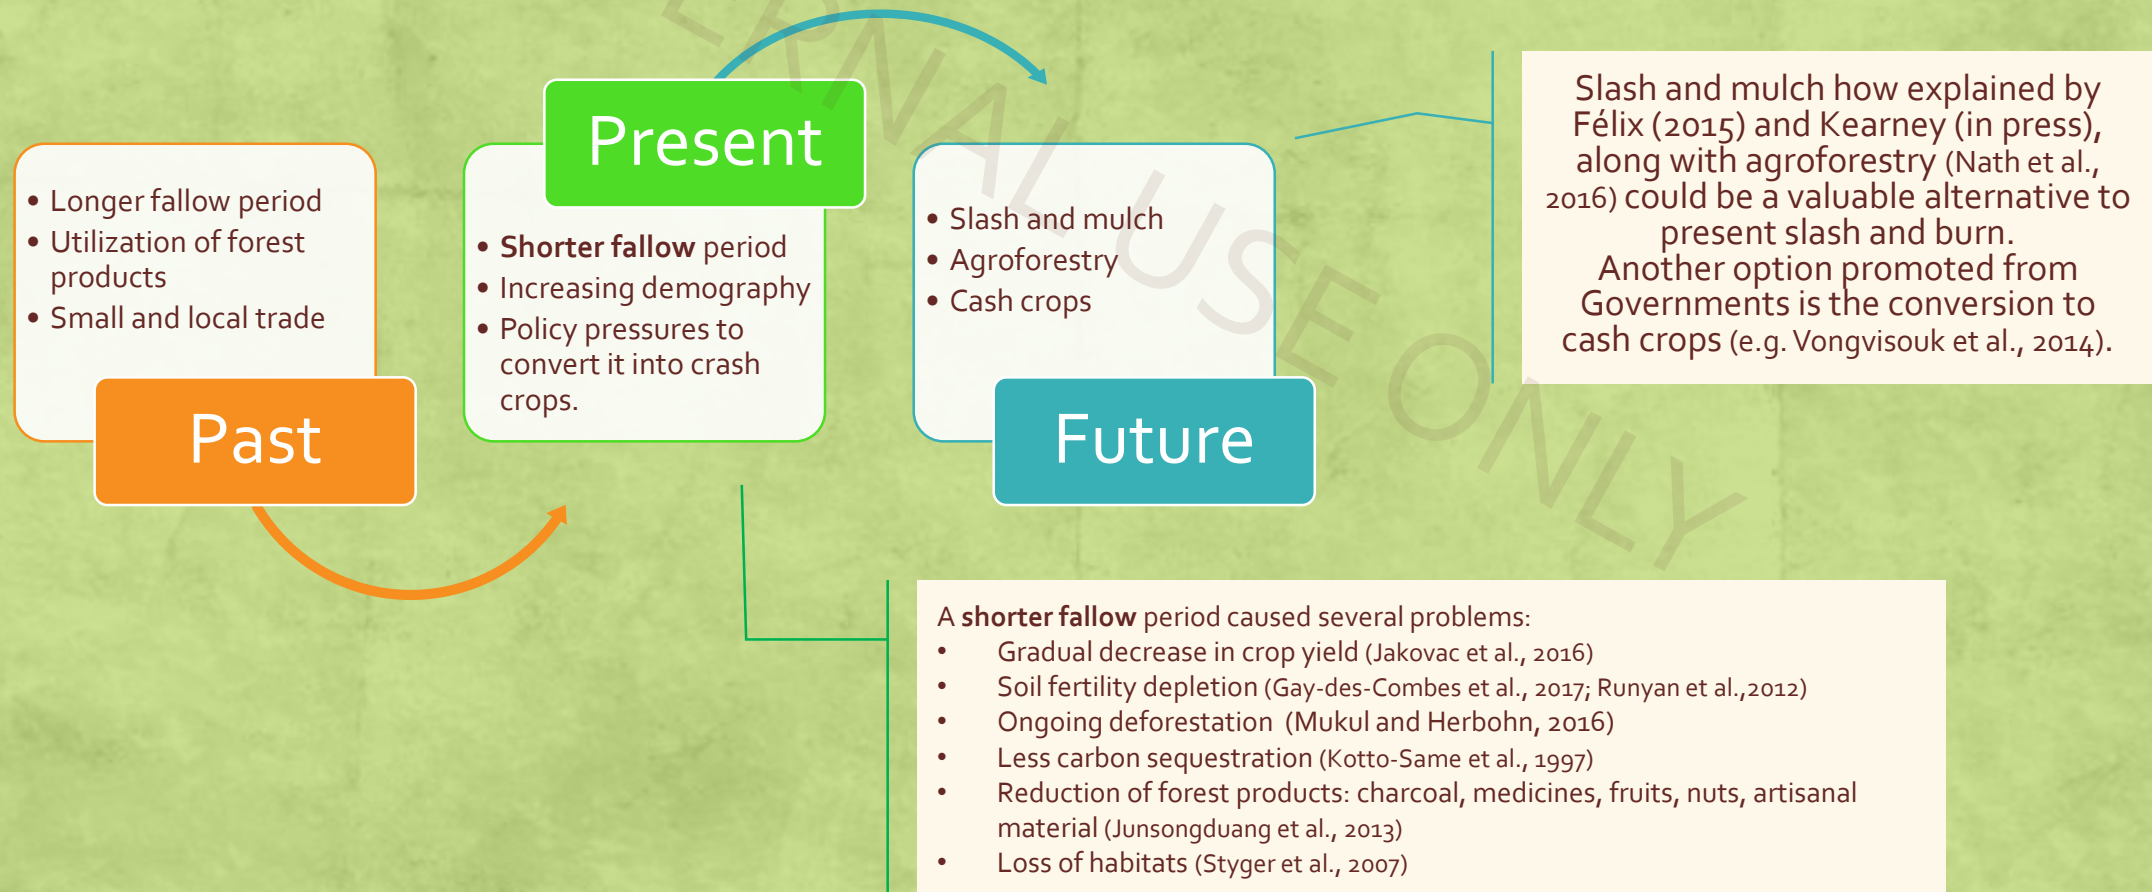 • Longer fallow period
• Utilization of forest
products
• Small and local trade
Past
Present
• Shorter fallow period
• Increasing demography
• Policy pressures to
convert it into crash
crops.
• Slash and mulch
• Agroforestry
• Cash crops
Future
Slash and mulch how explained by
Félix (2015) and Kearney (in press),
along with agroforestry (Nath et al.,
2016) could be a valuable alternative to
present slash and burn.
Another option promoted from
Governments is the conversion to
cash crops (e.g. Vongvisouk et al., 2014).
A shorter fallow period caused several problems:
• Gradual decrease in crop yield (Jakovac et al., 2016)
• Soil fertility depletion (Gay-des-Combes et al., 2017; Runyan et al.,2012)
• Ongoing deforestation (Mukul and Herbohn, 2016)
• Less carbon sequestration (Kotto-Same et al., 1997)
• Reduction of forest products: charcoal, medicines, fruits, nuts, artisanal
material (Junsongduang et al., 2013)
• Loss of habitats (Styger et al., 2007)
ERNAL USE ONLY